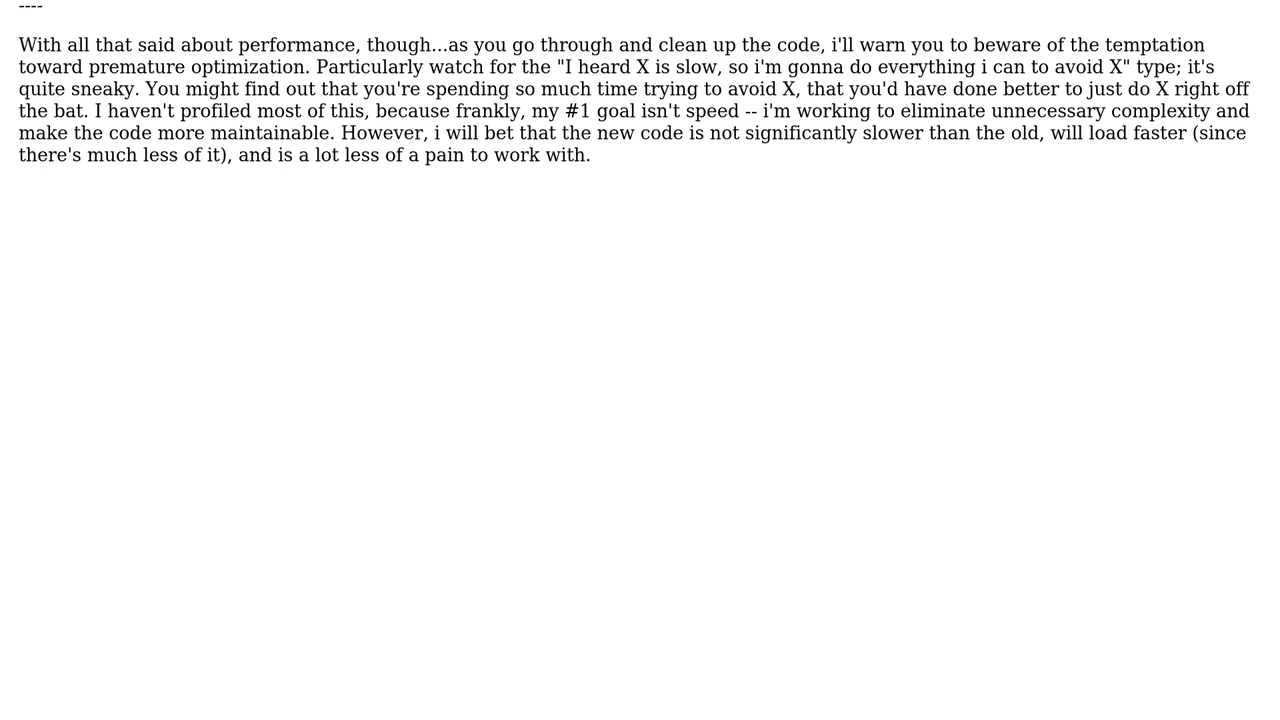 ----
With all that said about performance, though...as you go through and clean up the code, i'll warn you to beware of the temptation
toward premature optimization. Particularly watch for the "I heard X is slow, so i'm gonna do everything i can to avoid X" type; it's
quite sneaky. You might find out that you're spending so much time trying to avoid X, that you'd have done better to just do X right off
the bat. I haven't profiled most of this, because frankly, my #1 goal isn't speed -- i'm working to eliminate unnecessary complexity and
make the code more maintainable. However, i will bet that the new code is not significantly slower than the old, will load faster (since
there's much less of it), and is a lot less of a pain to work with.